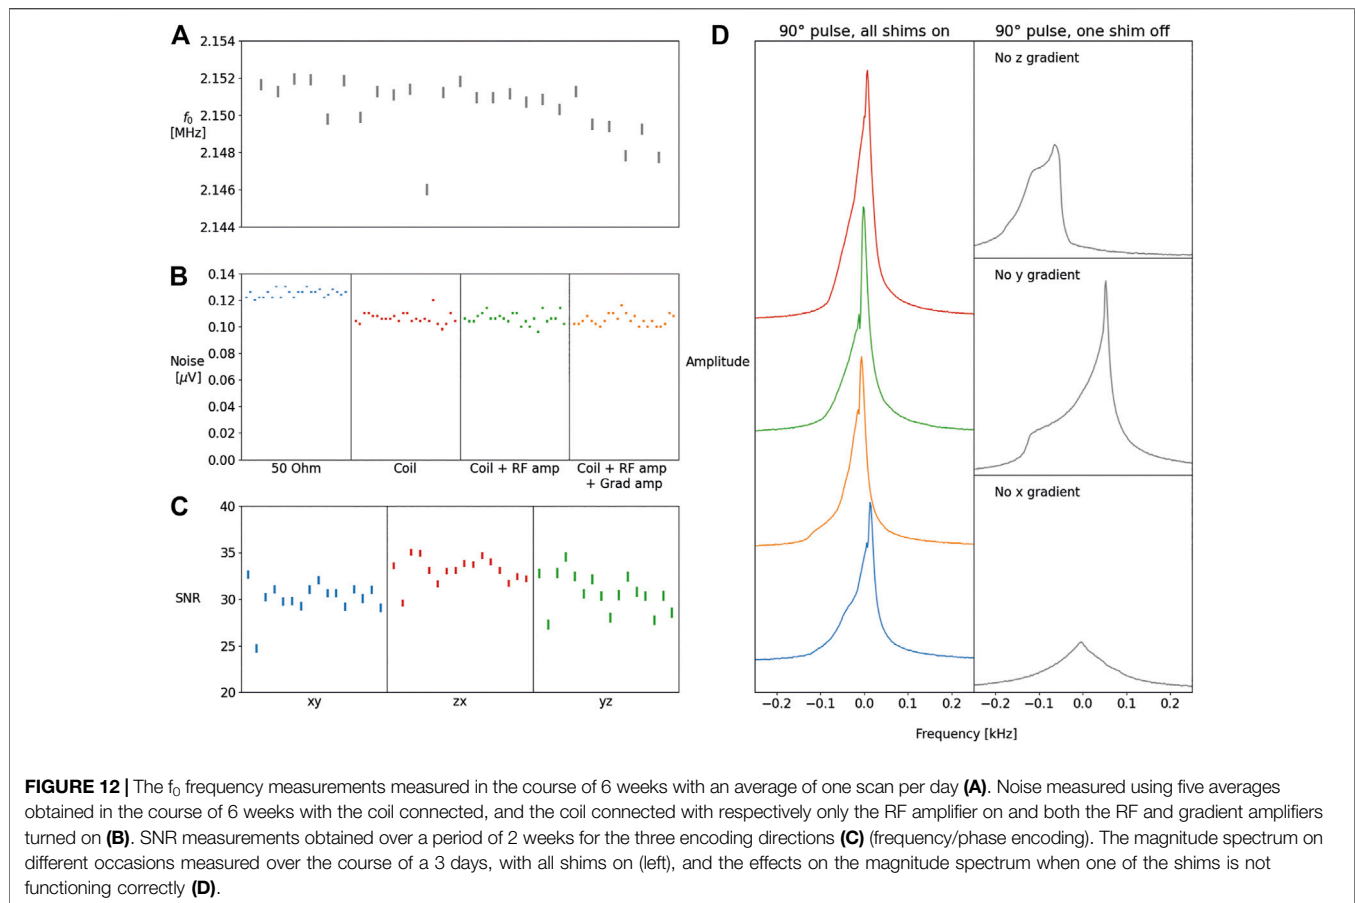 A
2.154
2.152
2.150
2.148
2.146
2.144
f₀
[MHz]
B
0.14
0.12
0.10
0.08
0.06
0.04
0.02
0.00
Noise
[μV]
50 Ohm
Coil
Coil + RF amp
Coil + RF amp
+ Grad amp
C
40
35
30
25
20
SNR
xy
zx
yz
D
90° pulse, all shims on
90° pulse, one shim off
No z gradient
No y gradient
No x gradient
Amplitude
−0.2 −0.1 0.0 0.1 0.2
−0.2 −0.1 0.0 0.1 0.2
Frequency [kHz]
FIGURE 12 | The f₀ frequency measurements measured in the course of 6 weeks with an average of one scan per day (A). Noise measured using five averages
obtained in the course of 6 weeks with the coil connected, and the coil connected with respectively only the RF amplifier on and both the RF and gradient amplifiers
turned on (B). SNR measurements obtained over a period of 2 weeks for the three encoding directions (C) (frequency/phase encoding). The magnitude spectrum on
different occasions measured over the course of a 3 days, with all shims on (left), and the effects on the magnitude spectrum when one of the shims is not
functioning correctly (D).